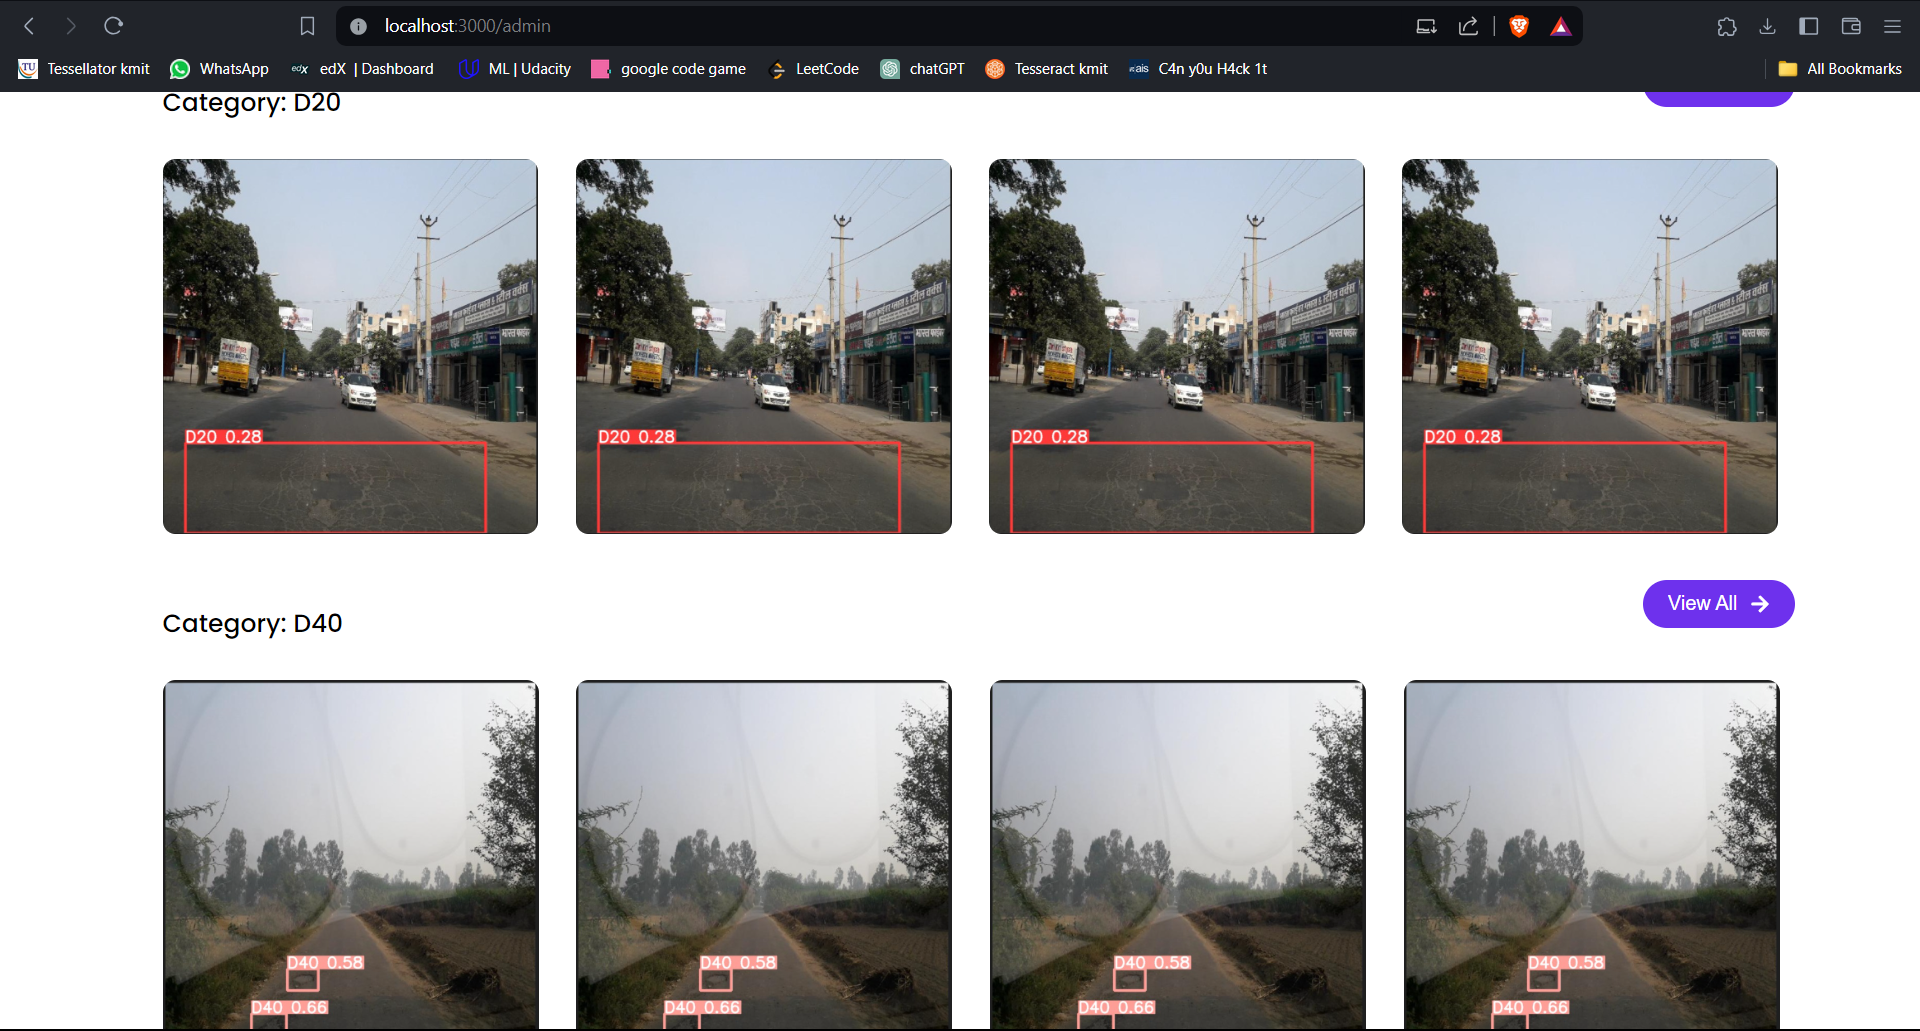 localhost:3000/admin
Tessellator kmit
WhatsApp
edX | Dashboard
ML | Udacity
google code game
LeetCode
chatGPT
Tesseract kmit
C4n y0u H4ck 1t
All Bookmarks
Category: D20
D20 0.28
D20 0.28
D20 0.28
D20 0.28
Category: D40
View All
D40 0.58
D40 0.58
D40 0.58
D40 0.58
D40 0.66
D40 0.66
D40 0.66
D40 0.66